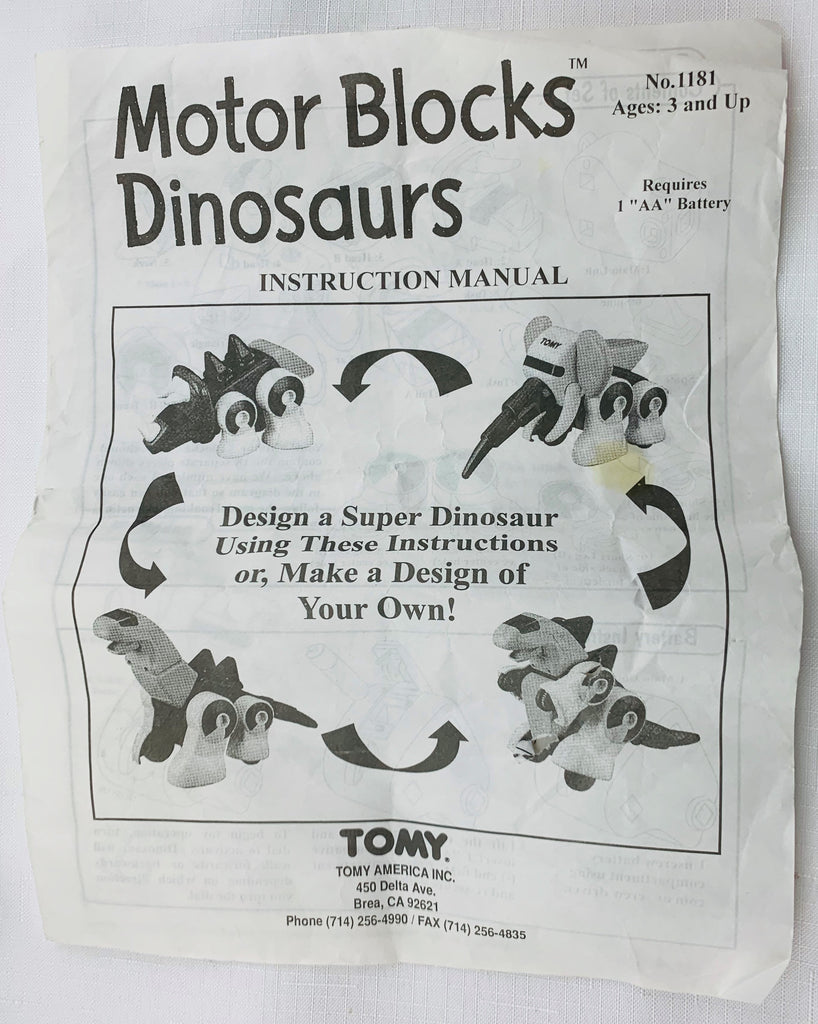 Motor Blocks™
Dinosaurs
No.1181
Ages: 3 and Up
Requires
1 "AA" Battery
INSTRUCTION MANUAL
TOMY
Design a Super Dinosaur
Using These Instructions
or, Make a Design of
Your Own!
TOMY®
TOMY AMERICA INC.
450 Delta Ave.
Brea, CA 92621
Phone (714) 256-4990 / FAX (714) 256-4835